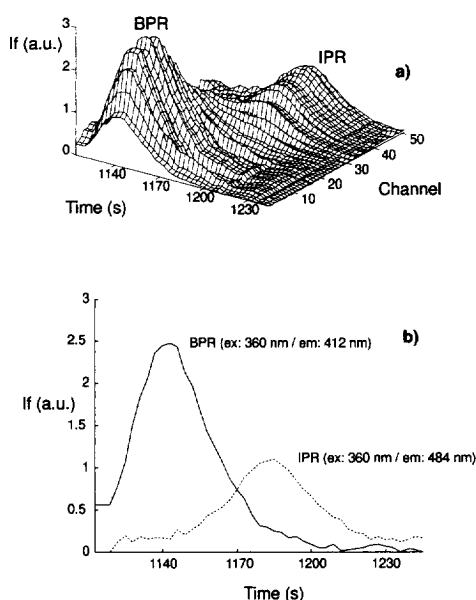 If (a.u.)
3
2
1
0
BPR
IPR
a)
1140
1170
1200
1230
Time (s)
10
20
30
40
50
Channel
3
2.5
2
1.5
1
0.5
0
If (a.u.)
b)
BPR (ex: 360 nm / em: 412 nm)
IPR (ex: 360 nm / em: 484 nm)
1140
1170
1200
1230
Time (s)